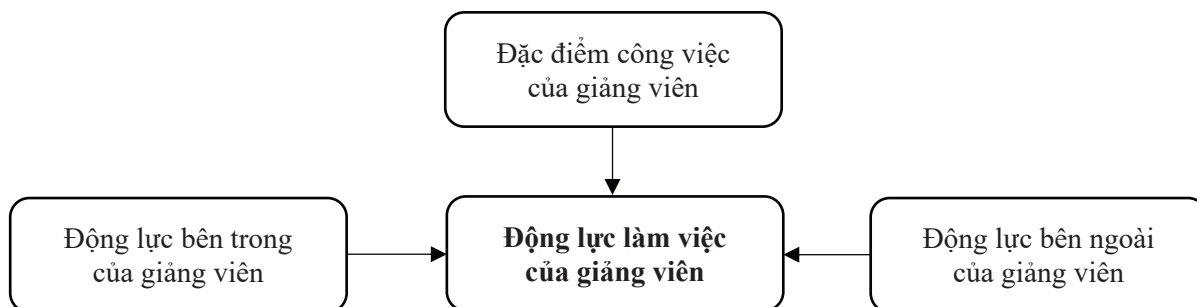 Đặc điểm công việc
của giảng viên
Động lực bên trong
của giảng viên
Động lực làm việc
của giảng viên
Động lực bên ngoài
của giảng viên